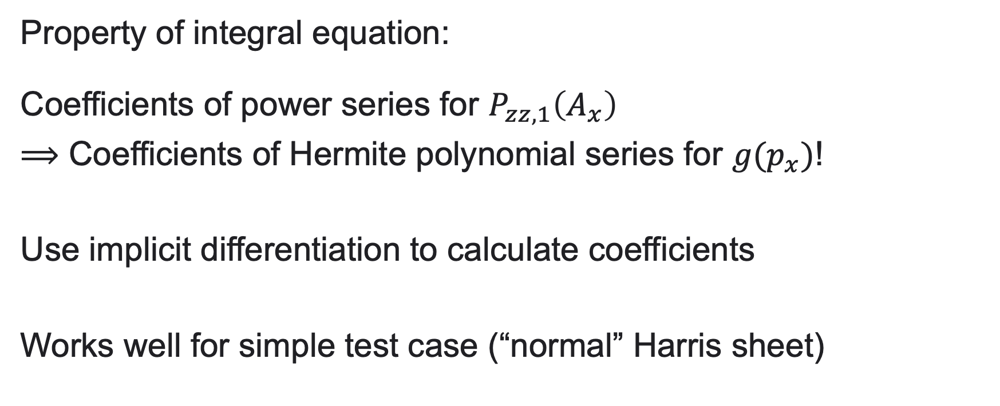 Property of integral equation:
Coefficients of power series for $P_{zz,1}(A_x)$
⟹ Coefficients of Hermite polynomial series for $g(p_x)$!
Use implicit differentiation to calculate coefficients
Works well for simple test case (“normal” Harris sheet)